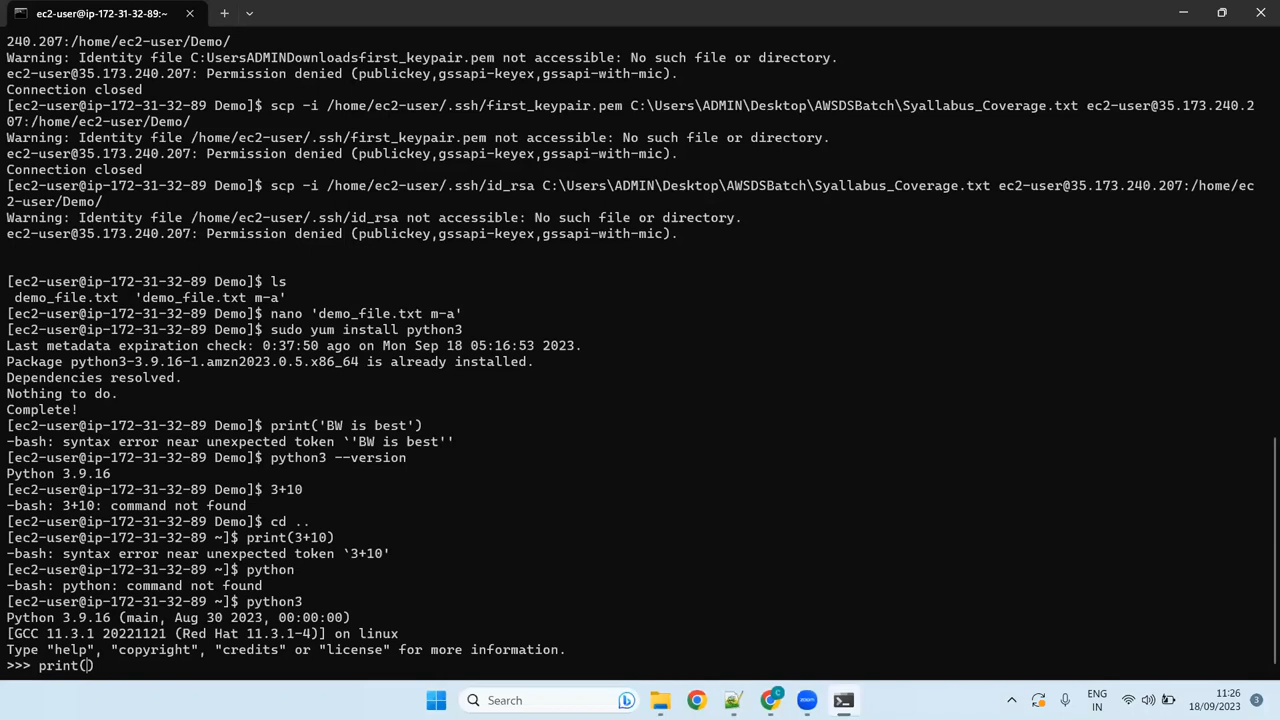 ec2-user@ip-172-31-32-89:~
240.207:/home/ec2-user/Demo/
Warning: Identity file C:UsersADMINDownloadsfirst_keypair.pem not accessible: No such file or directory.
ec2-user@35.173.240.207: Permission denied (publickey,gssapi-keyex,gssapi-with-mic).
Connection closed
[ec2-user@ip-172-31-32-89 Demo]$ scp -i /home/ec2-user/.ssh/first_keypair.pem C:\Users\ADMIN\Desktop\AWSDSBatch\Syallabus_Coverage.txt ec2-user@35.173.240.2
07:/home/ec2-user/Demo/
Warning: Identity file /home/ec2-user/.ssh/first_keypair.pem not accessible: No such file or directory.
ec2-user@35.173.240.207: Permission denied (publickey,gssapi-keyex,gssapi-with-mic).
Connection closed
[ec2-user@ip-172-31-32-89 Demo]$ scp -i /home/ec2-user/.ssh/id_rsa C:\Users\ADMIN\Desktop\AWSDSBatch\Syallabus_Coverage.txt ec2-user@35.173.240.207:/home/ec
2-user/Demo/
Warning: Identity file /home/ec2-user/.ssh/id_rsa not accessible: No such file or directory.
ec2-user@35.173.240.207: Permission denied (publickey,gssapi-keyex,gssapi-with-mic).
[ec2-user@ip-172-31-32-89 Demo]$ ls
demo_file.txt  'demo_file.txt m-a'
[ec2-user@ip-172-31-32-89 Demo]$ nano 'demo_file.txt m-a'
[ec2-user@ip-172-31-32-89 Demo]$ sudo yum install python3
Last metadata expiration check: 0:37:50 ago on Mon Sep 18 05:16:53 2023.
Package python3-3.9.16-1.amzn2023.0.5.x86_64 is already installed.
Dependencies resolved.
Nothing to do.
Complete!
[ec2-user@ip-172-31-32-89 Demo]$ print('BW is best')
-bash: syntax error near unexpected token `'BW is best''
[ec2-user@ip-172-31-32-89 Demo]$ python3 --version
Python 3.9.16
[ec2-user@ip-172-31-32-89 Demo]$ 3+10
-bash: 3+10: command not found
[ec2-user@ip-172-31-32-89 Demo]$ cd ..
[ec2-user@ip-172-31-32-89 ~]$ print(3+10)
-bash: syntax error near unexpected token `3+10'
[ec2-user@ip-172-31-32-89 ~]$ python
-bash: python: command not found
[ec2-user@ip-172-31-32-89 ~]$ python3
Python 3.9.16 (main, Aug 30 2023, 00:00:00)
[GCC 11.3.1 20221121 (Red Hat 11.3.1-4)] on linux
Type "help", "copyright", "credits" or "license" for more information.
>>> print()
Search
zoom
C
ENG
IN
11:26
18/09/2023
3